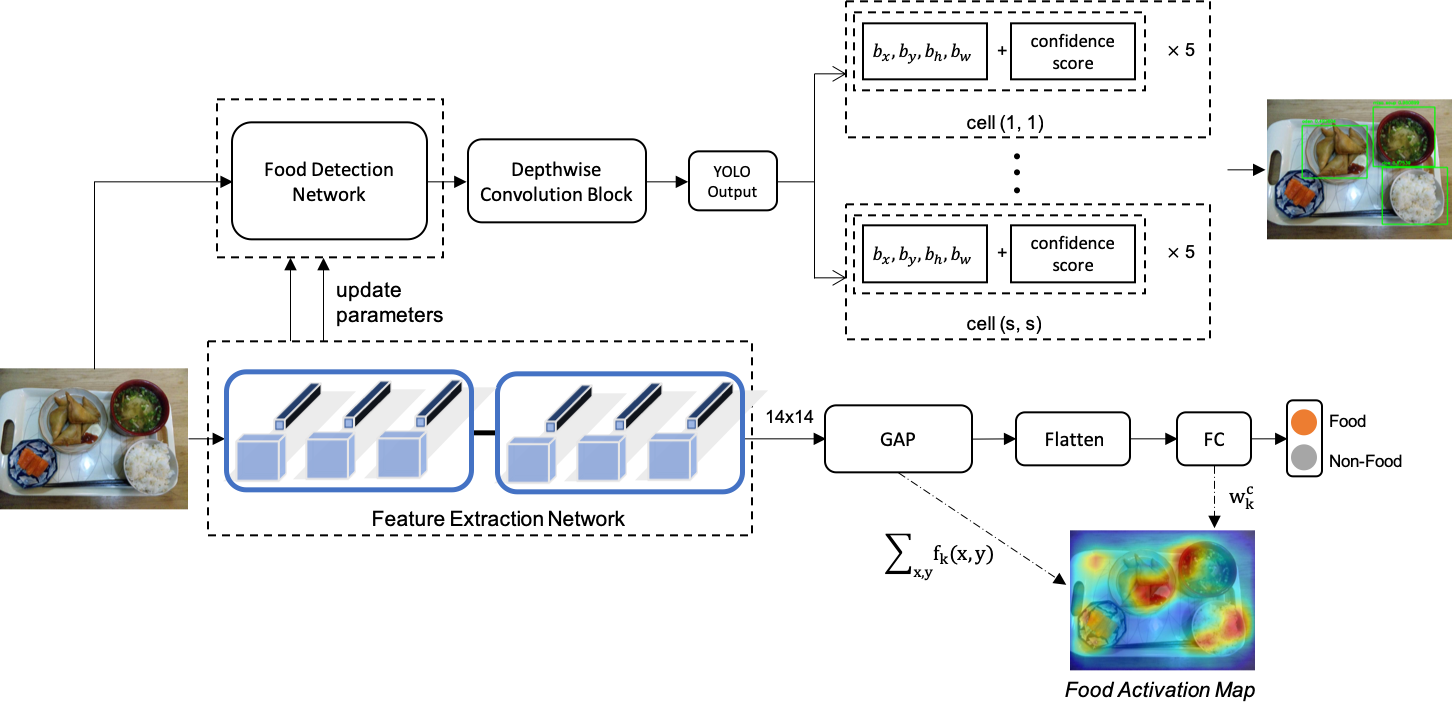 b_x, b_y, b_h, b_w + confidence score × 5
cell (1, 1)
Food Detection
Network
Depthwise
Convolution Block
YOLO
Output
b_x, b_y, b_h, b_w + confidence score × 5
cell (s, s)
update
parameters
Feature Extraction Network
14x14
GAP
Flatten
FC
Food
Non-Food
w_k^c
∑_{x,y} f_k(x, y)
Food Activation Map